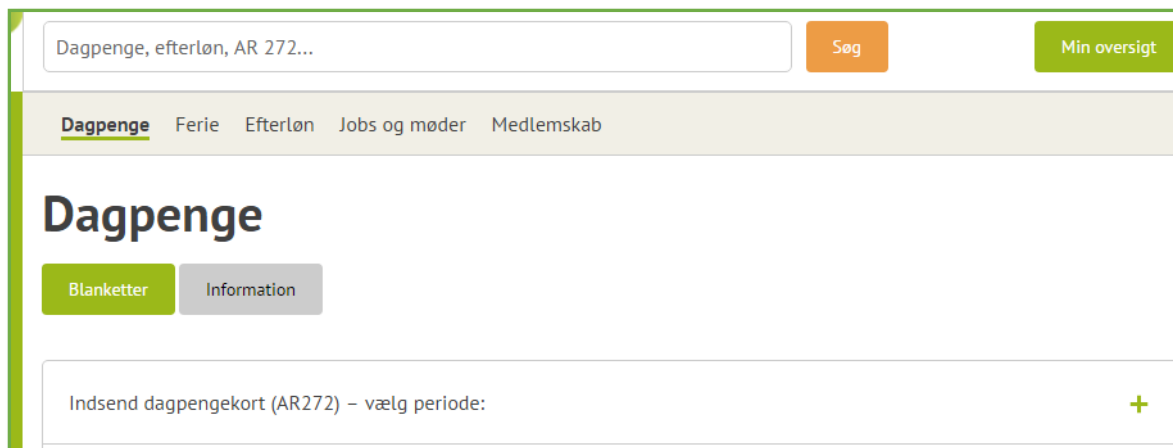 Dagpenge, efterløn, AR 272...
Søg
Min oversigt
Dagpenge Ferie Efterløn Jobs og møder Medlemskab
Dagpenge
Blanketter Information
Indsend dagpengekort (AR272) – vælg periode:
+